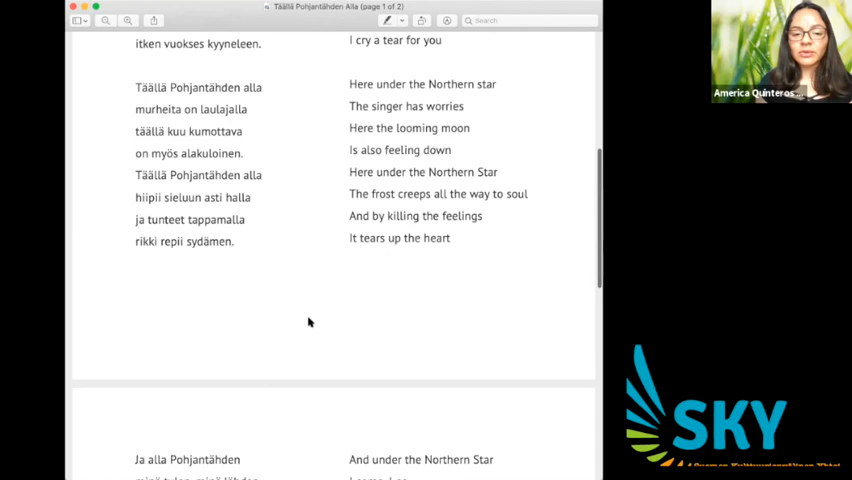 Täällä Pohjantähden Alla (page 1 of 2)
Search
itken vuokses kyyneleen.
Täällä Pohjantähden alla
murheita on laulajalla
täällä kuu kumottava
on myös alakuloinen.
Täällä Pohjantähden alla
hiipii sieluun asti halla
ja tunteet tappamalla
rikki repii sydämen.
Ja alla Pohjantähden
I cry a tear for you
Here under the Northern star
The singer has worries
Here the looming moon
Is also feeling down
Here under the Northern Star
The frost creeps all the way to soul
And by killing the feelings
It tears up the heart
And under the Northern Star
America Quinteros ...
SKY